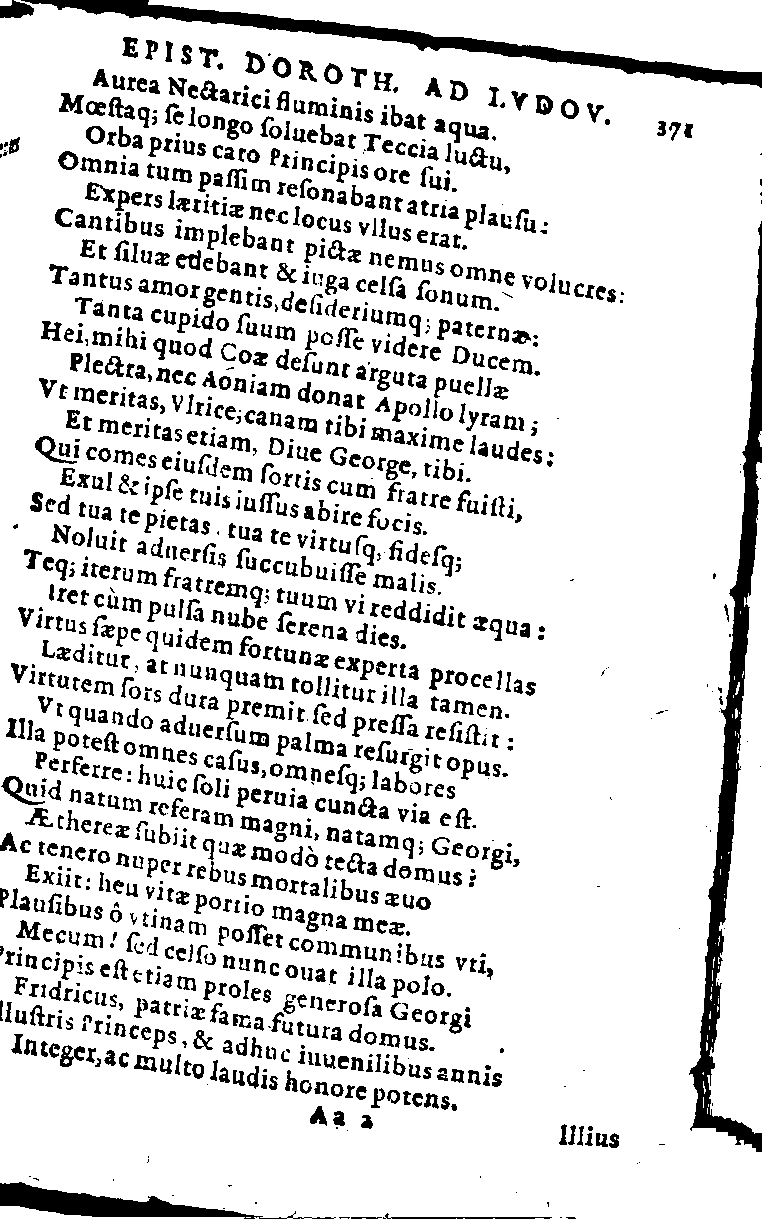 EPIST. DOROTH. AD LVDOV. 371
Aurea Nectarici fluminis ibat aqua.
Mœſtaq; ſe longo ſoluebat Teccia luctu,
Orba prius caro Principis ore ſui.
Omnia tum paſſim reſonabant atria plauſu:
Expers lætitiæ nec locus vllus erat.
Cantibus implebant pictæ nemus omne volucres:
Et ſiluæ edebant & iuga celſa ſonum.
Tantus amor gentis, deſideriumq; paternæ:
Tanta cupido ſuum poſſe videre Ducem.
Hei, mihi quod Coæ deſunt arguta puellæ
Plectra, nec Aóniam donat Apollo lyram;
Vt meritas, Vlrice, canam tibi maxime laudes:
Et meritas etiam, Diue George, tibi.
Qui comes eiuſdem ſortis cum fratre fuiſti,
Exul & ipſe tuis iuſſus abire focis.
Sed tua te pietas, tua te virtuſq, fideſq;
Noluit aduerſis ſuccubuiſſe malis.
Teq; iterum fratremq; tuum vi reddidit æqua:
Iret cùm pulſa nube ſerena dies.
Virtus ſæpe quidem fortunæ experta procellas
Læditur, at nunquam tollitur illa tamen.
Virtutem ſors dura premit ſed preſſa reſiſtit:
Vt quando aduerſum palma reſurgit opus.
Illa poteſt omnes caſus, omneſq; labores
Perferre: huic ſoli peruia cuncta via eſt.
Quid natum referam magni, natamq; Georgi,
Æthereæ ſubiit quæ modò tecta domus?
Ac tenero nuper rebus mortalibus æuo
Exiit: heu vitæ portio magna meæ.
Plauſibus ô vtinam poſſet communibus vti,
Mecum! ſed celſo nunc ouat illa polo.
Principis eſt etiam proles generoſa Georgi
Fridricus, patriæ fama futura domus.
Illuſtris Princeps, & adhuc iuuenilibus annis
Integer, ac multo laudis honore potens.
Aa 2
Illius